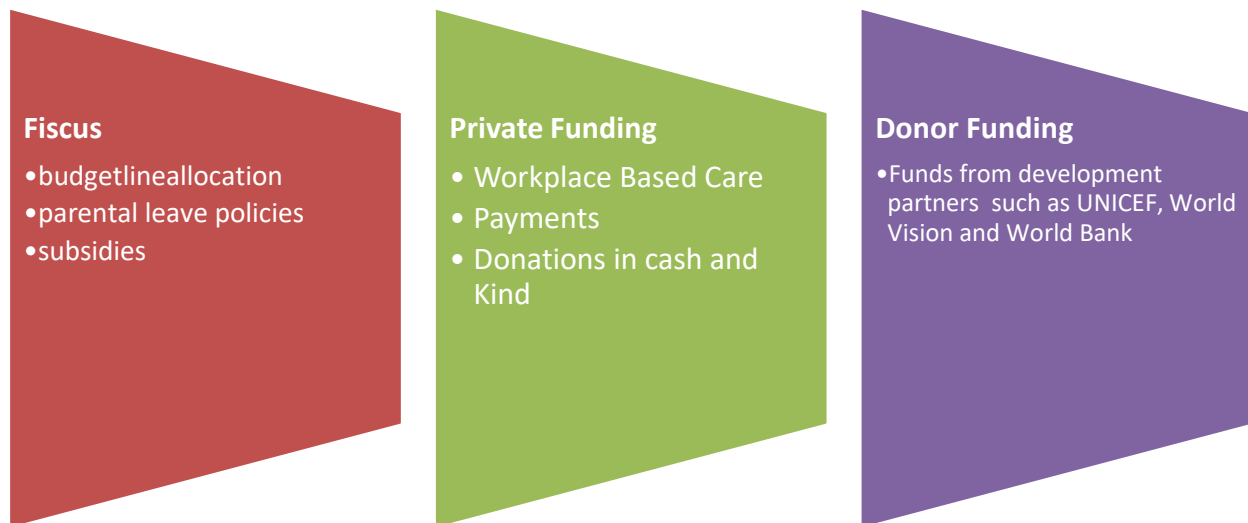 Fiscus
•budgetlineallocation
•parental leave policies
•subsidies
Private Funding
• Workplace Based Care
• Payments
• Donations in cash and
Kind
Donor Funding
•Funds from development
partners such as UNICEF, World
Vision and World Bank